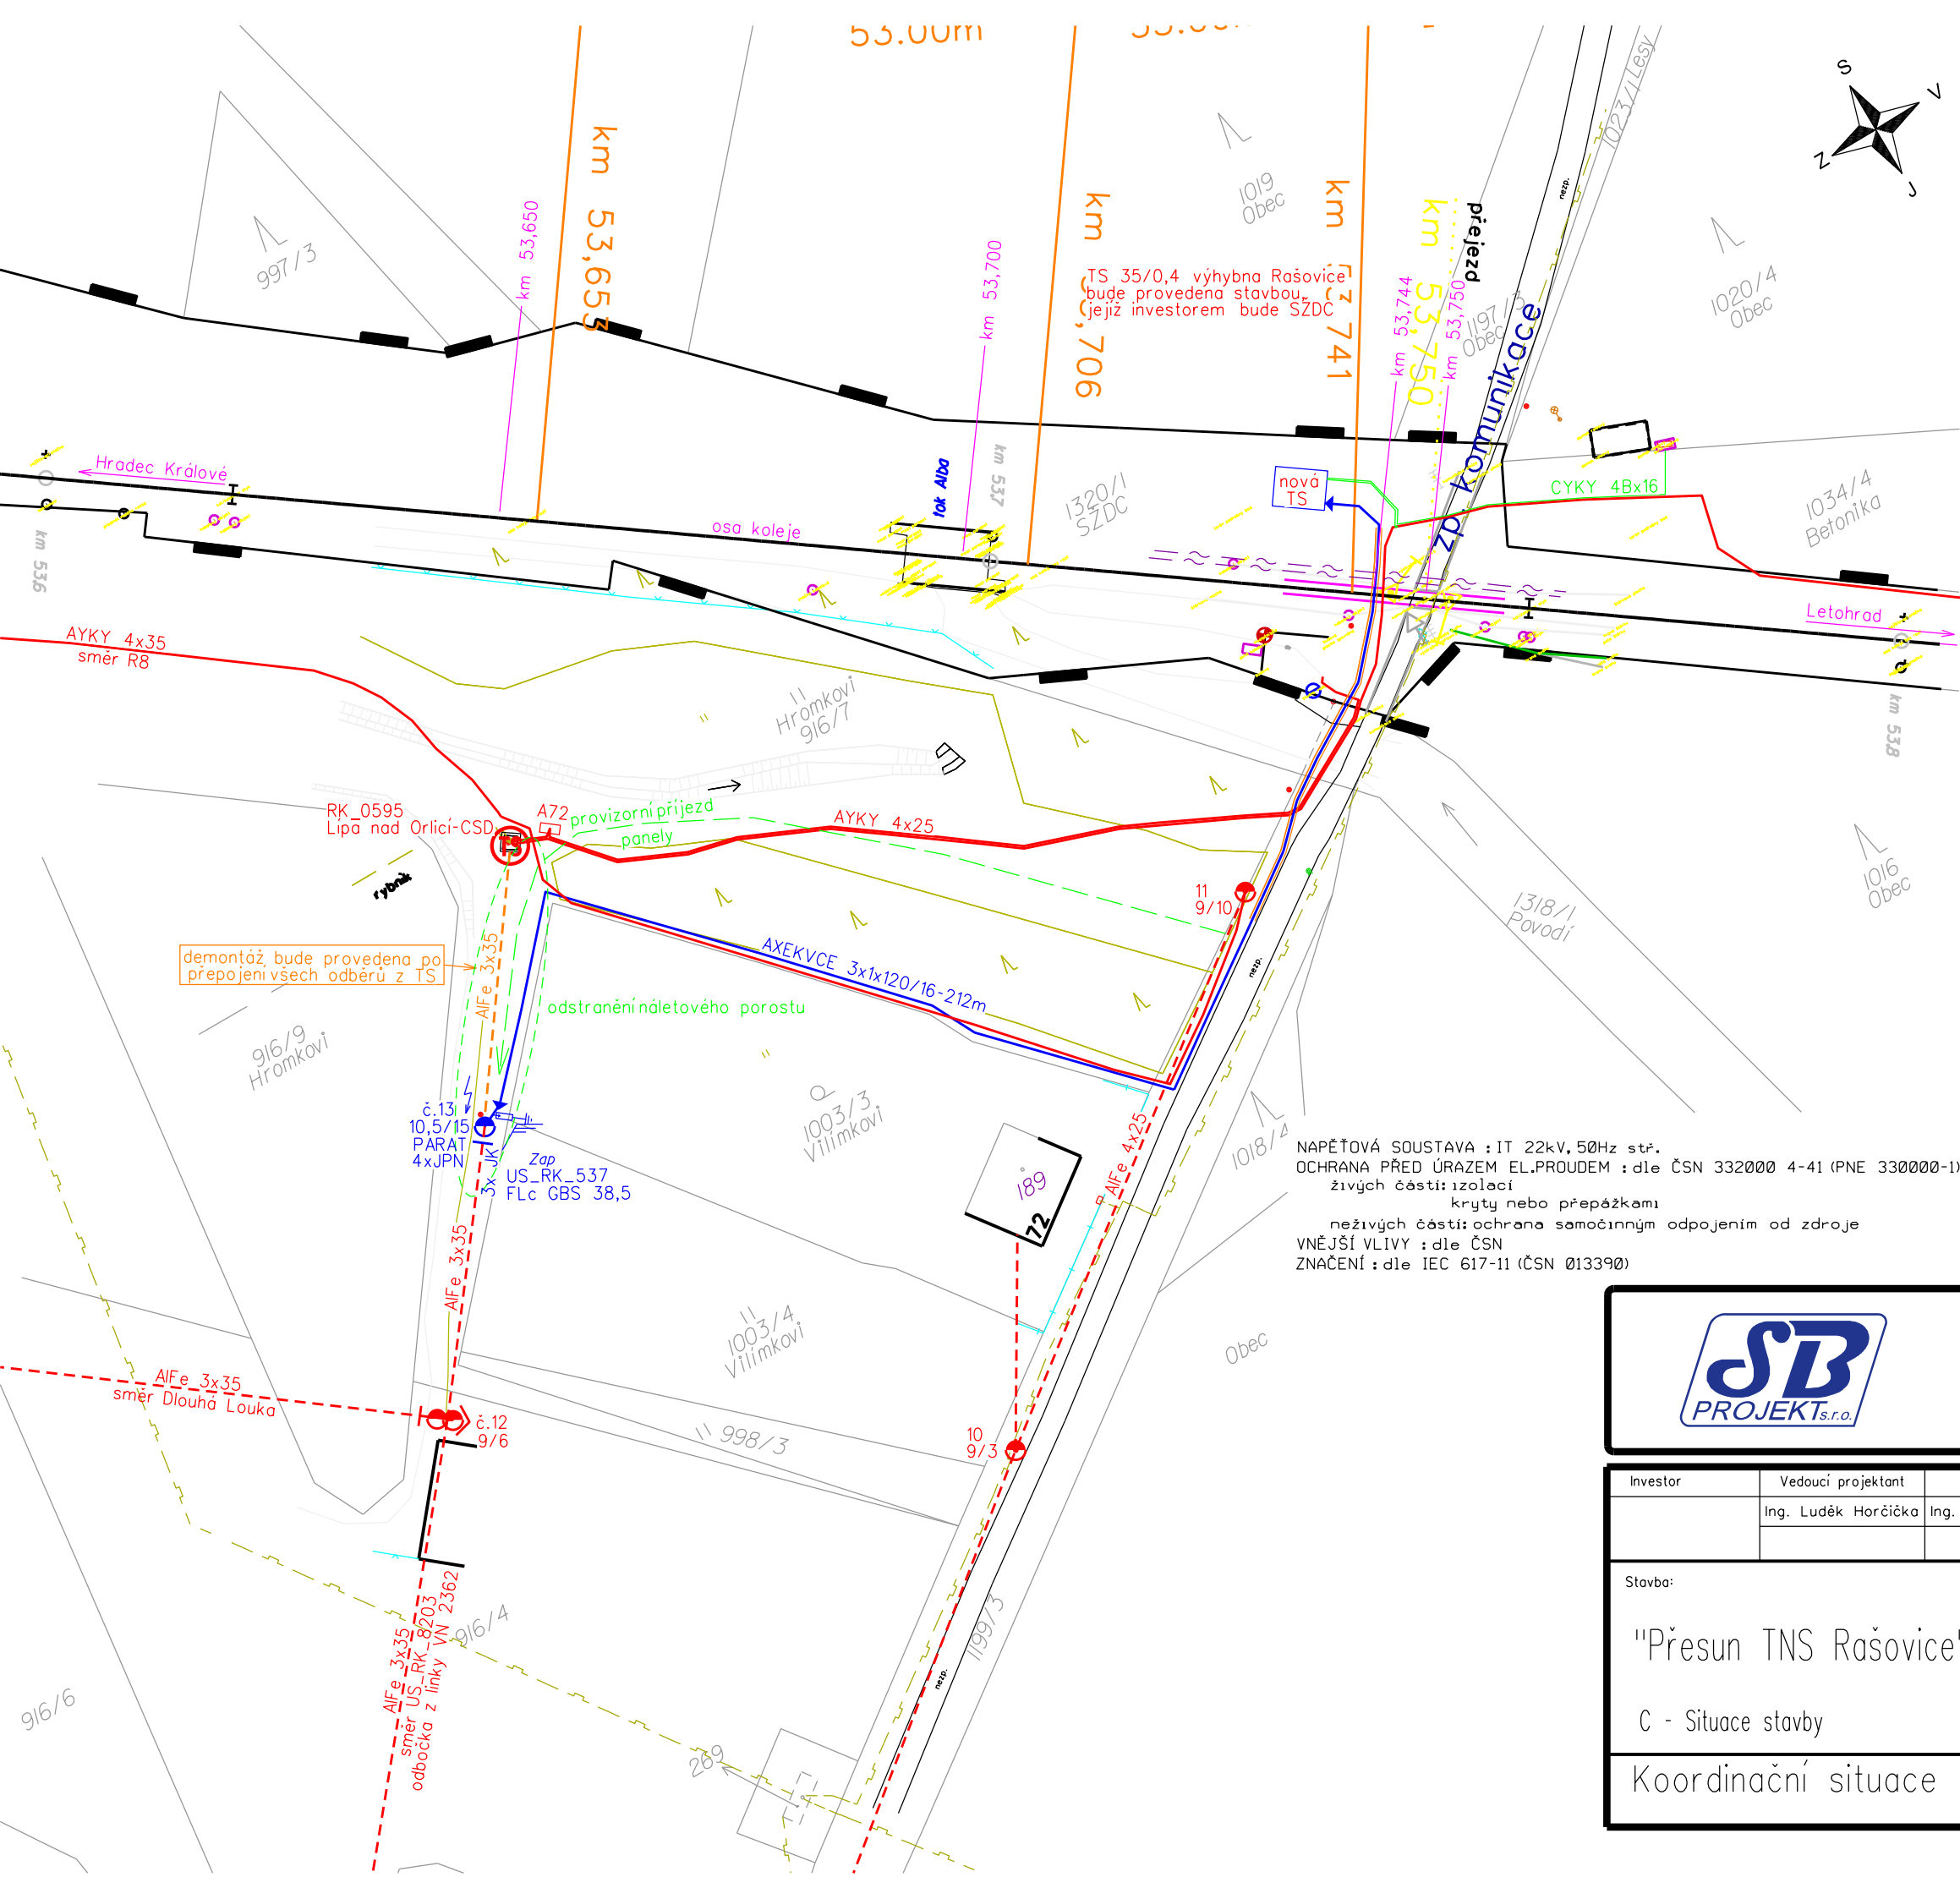 53.00m
km 53,653
km 53,650
km 53,700
km
,706
km
741
km 53,750
přejezd
km 53,744
km 53,750
S
V
Z
J
nezp.
1023/1 Lesy
1019
Obec
997/3
1020/4
Obec
1197/3
Obec
TS 35/0,4 výhybna Rašovice
bude provedena stavbou,
jejíž investorem bude SŽDC
zp. komunikace
Hradec Králové
osa koleje
tak Alba
km 53,7
1320/1
SŽDC
nová
TS
CYKY 4Bx16
1034/4
Betonika
km 53,6
Letohrad
km 53,8
AYKY 4x35
směr R8
Hromkovi
916/7
RK_0595
Lípa nad Orlicí-CSD
A72
provizorní příjezd
panely
AYKY 4x25
rybník
11
9/10
1318/1
Povodí
1016
Obec
demontáž bude provedena po
přepojení všech odběrů z TS
AlFe 3x35
AXEKVCE 3x1x120/16-212m
nezp.
odstranění náletového porostu
916/9
Hromkovi
č.13
10,5/15
PARAT
4xJPN
3x JK
Zap
US_RK_537
FLc GBS 38,5
1003/3
Vilímkovi
AlFe 4x25
1018/4
189
72
NAPĚŤOVÁ SOUSTAVA : IT 22kV, 50Hz stř.
OCHRANA PŘED ÚRAZEM EL.PROUDEM : dle ČSN 332000 4-41 (PNE 330000-1)
živých částí: izolací
kryty nebo přepážkami
neživých částí: ochrana samočinným odpojením od zdroje
VNĚJŠÍ VLIVY : dle ČSN
ZNAČENÍ : dle IEC 617-11 (ČSN 013390)
AlFe 3x35
1003/4
Vilímkovi
Obec
AlFe 3x35
směr Dlouhá Louka
č.12
9/6
998/3
10
9/3
SB
PROJEKT s.r.o.
Investor
Vedoucí projektant
Ing. Luděk Horčička
Ing.
Stavba:
"Přesun TNS Rašovice"
C - Situace stavby
Koordinační situace
AlFe 3x35
směr US_RK_8203
odbočka z linky VN 2362
916/4
1199/3
nezp.
916/6
269